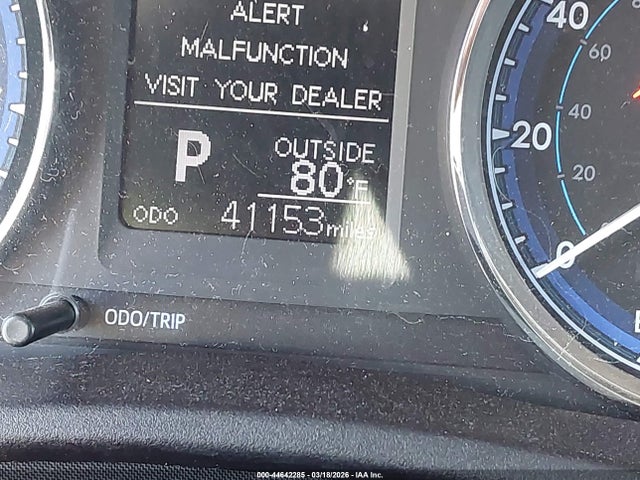 ALERT
MALFUNCTION
VISIT YOUR DEALER
P
OUTSIDE
80°F
ODO 41153 miles
ODO/TRIP
40
60
20
40
20
0
000-44642285 - 03/18/2026 - IAA Inc.